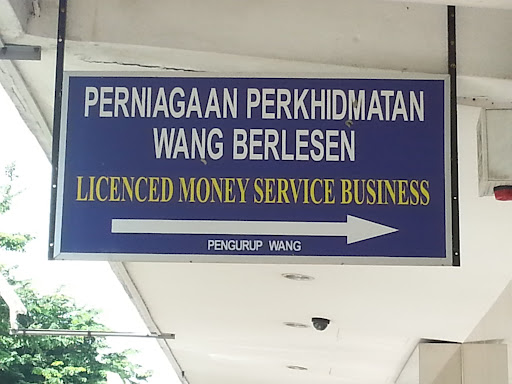 PERNIAGAAN PERKHIDMATAN
WANG BERLESEN
LICENCED MONEY SERVICE BUSINESS
PENGURUP WANG